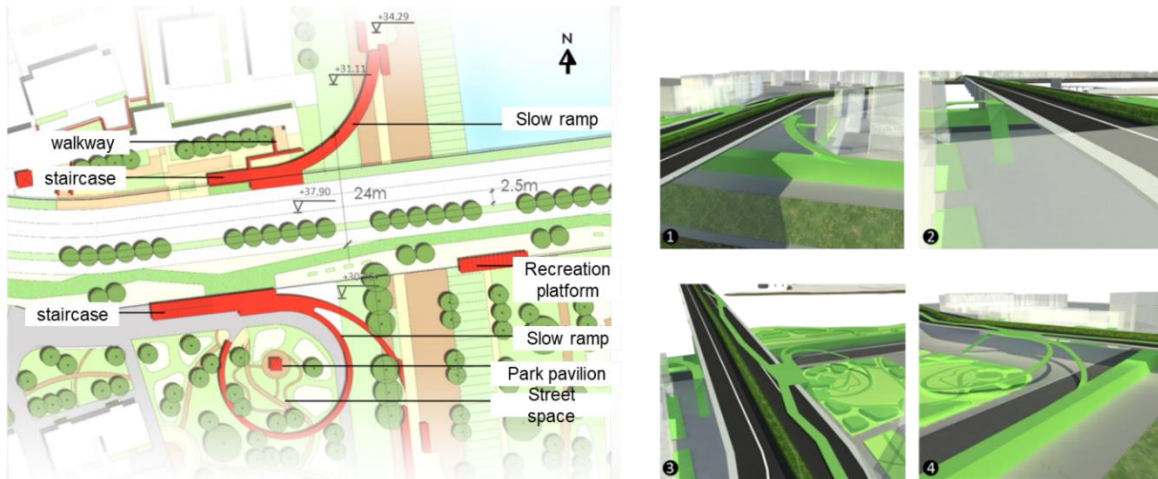 +34.29
N
+31.11
Slow ramp
walkway
staircase
2.5m
24m
+37.90
Recreation
platform
staircase
Slow ramp
Park pavilion
Street
space
1
2
3
4